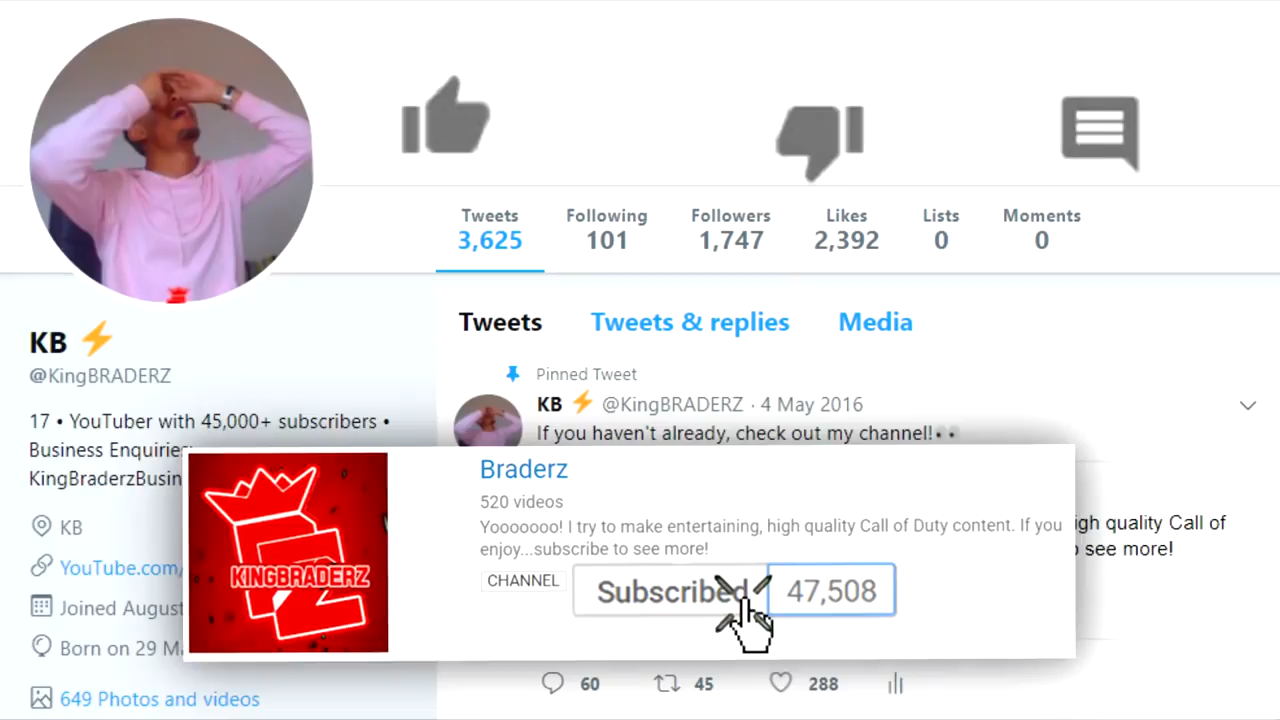 Tweets Following Followers Likes Lists Moments
3,625 101 1,747 2,392 0 0
Tweets Tweets & replies Media
Pinned Tweet
KB ⚡ @KingBRADERZ · 4 May 2016
If you haven't already, check out my channel!👀
KB ⚡
@KingBRADERZ
17 • YouTuber with 45,000+ subscribers •
Business Enquiries
KingBraderzBusin
KB
YouTube.com/
Joined August
Born on 29 M
649 Photos and videos
KINGBRADERZ
Braderz
520 videos
Yooooooo! I try to make entertaining, high quality Call of Duty content. If you
enjoy...subscribe to see more!
CHANNEL Subscribed 47,508
igh quality Call of
see more!
60 45 288